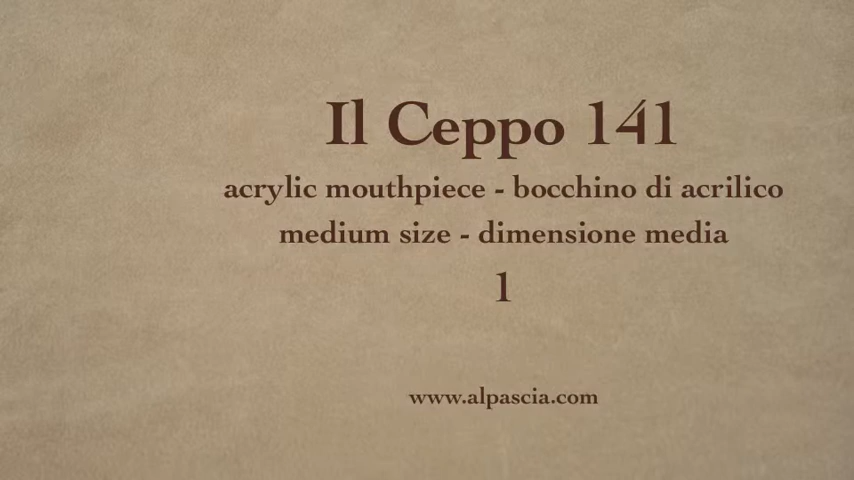 Il Ceppo 141
acrylic mouthpiece - bocchino di acrilico
medium size - dimensione media
1
www.alpascia.com